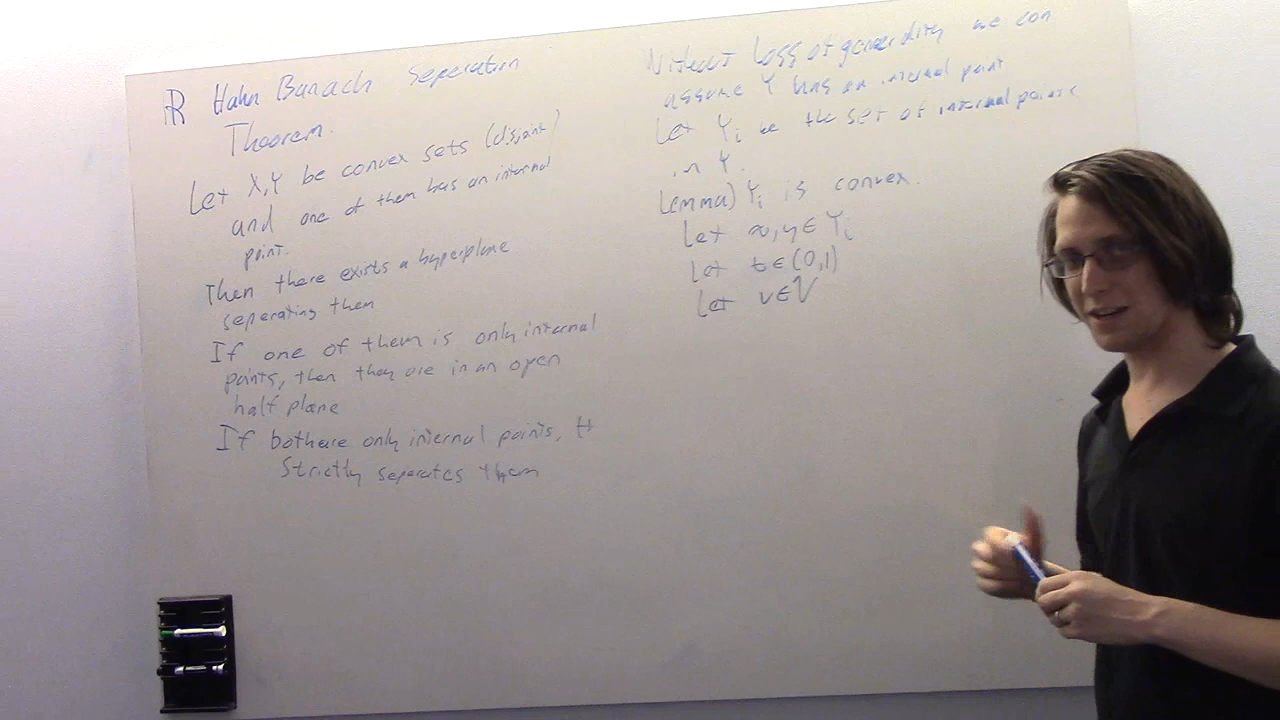 ℝ Hahn Banach Seperation
Theorem.
Let X,Y be convex sets (disjoint)
and one of them has an internal
point.
Then there exists a hyperplane
seperating them
If one of them is only internal
points, then they are in an open
half plane
If both are only internal points, H
Strictly seperates them
Without loss of generality we can
assume Y has an internal point
Let Yᵢ be the set of internal points
in Y.
Lemma) Yᵢ is convex.
Let x,y ∈ Yᵢ
Let t ∈ (0,1)
Let v ∈ V